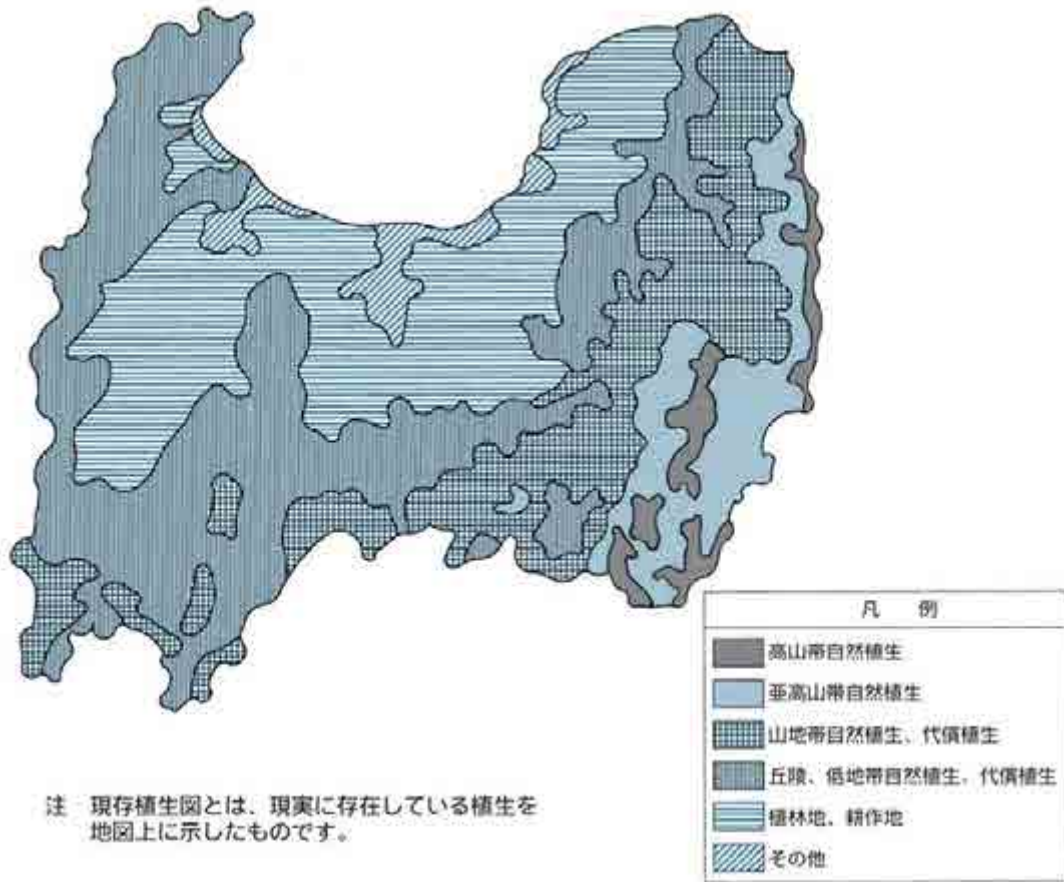 凡 例
高山帯自然植生
亜高山帯自然植生
山地帯自然植生、代償植生
丘陵、低地帯自然植生、代償植生
植林地、耕作地
その他
注 現存植生図とは、現実に存在している植生を
地図上に示したものです。